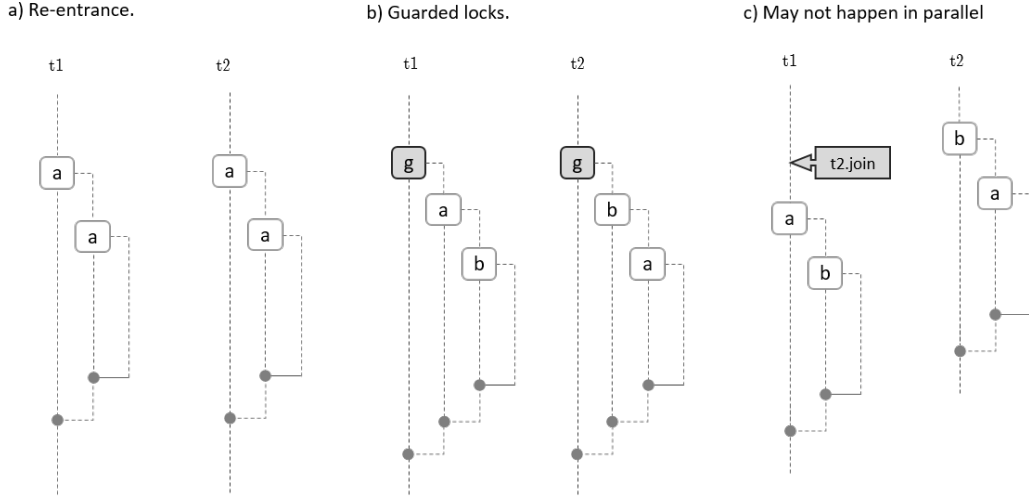 a) Re-entrance.
b) Guarded locks.
c) May not happen in parallel
t1
t2
t1
t2
t1
t2
a
a
a
a
g
a
b
g
b
a
t2.join
a
b
b
a